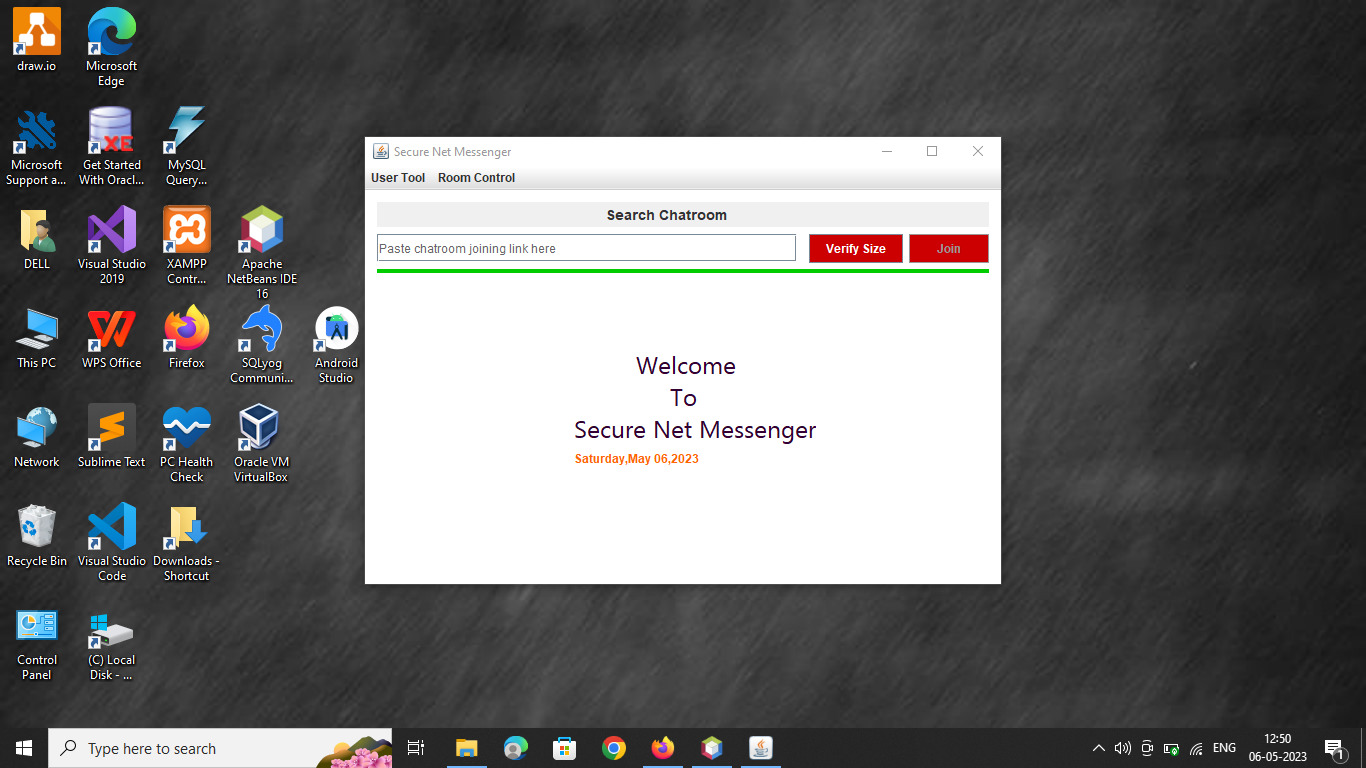 draw.io
Microsoft
Edge
Microsoft
Support a...
Get Started
With Oracl...
MySQL
Query...
DELL
Visual Studio
2019
XAMPP
Contr...
Apache
NetBeans IDE
16
This PC
WPS Office
Firefox
SQLyog
Communi...
Android
Studio
Network
Sublime Text
PC Health
Check
Oracle VM
VirtualBox
Recycle Bin
Visual Studio
Code
Downloads -
Shortcut
Control
Panel
(C) Local
Disk - ...
XE
Secure Net Messenger
User Tool Room Control
Search Chatroom
Paste chatroom joining link here
Verify Size
Join
Welcome
To
Secure Net Messenger
Saturday,May 06,2023
Type here to search
ENG
12:50
06-05-2023
1